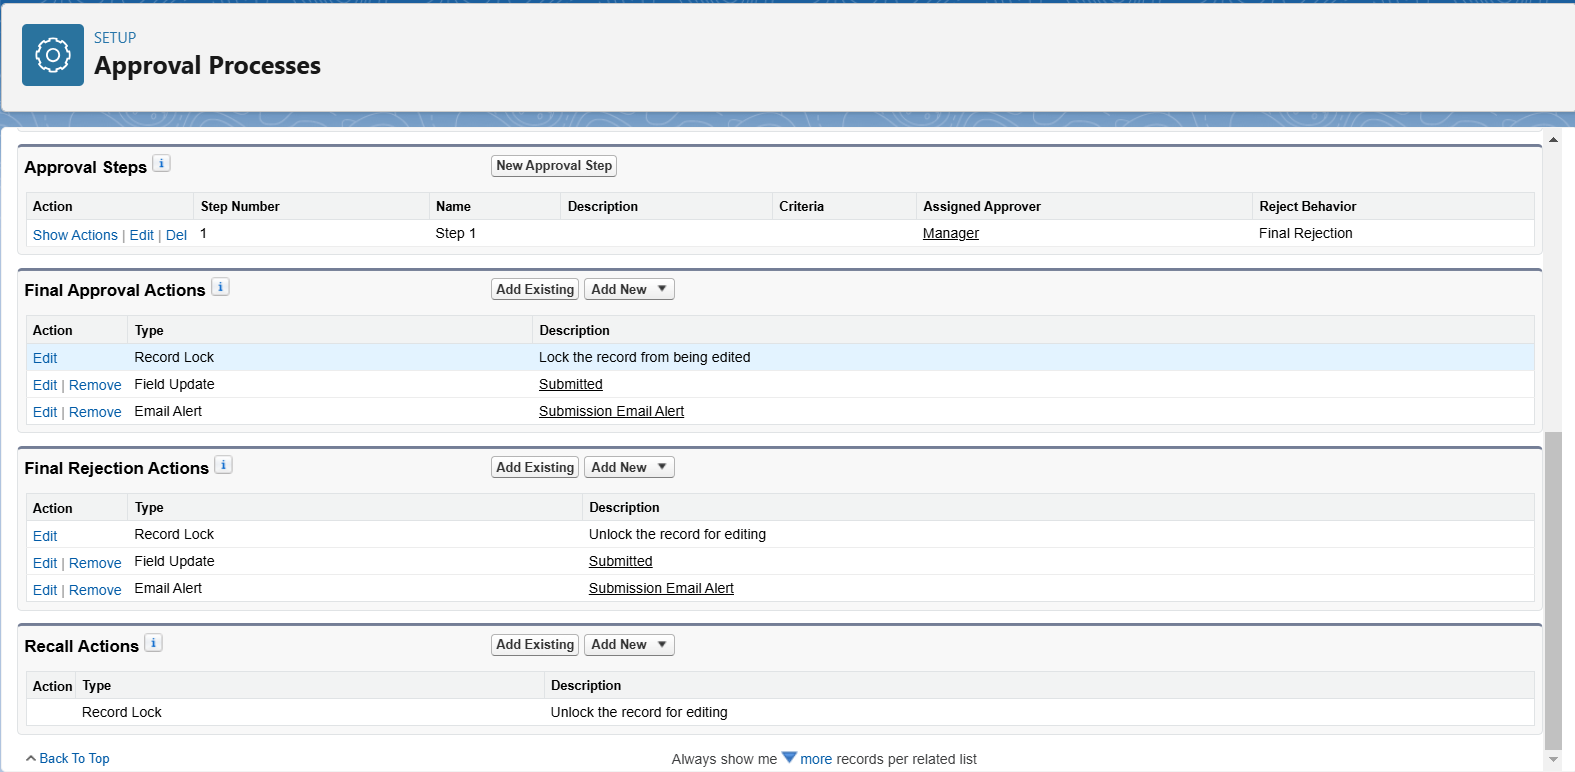 SETUP
Approval Processes
Approval Steps i New Approval Step
Action Step Number Name Description Criteria Assigned Approver Reject Behavior
Show Actions | Edit | Del 1 Step 1 Manager Final Rejection
Final Approval Actions i Add Existing Add New
Action Type Description
Edit Record Lock Lock the record from being edited
Edit | Remove Field Update Submitted
Edit | Remove Email Alert Submission Email Alert
Final Rejection Actions i Add Existing Add New
Action Type Description
Edit Record Lock Unlock the record for editing
Edit | Remove Field Update Submitted
Edit | Remove Email Alert Submission Email Alert
Recall Actions i Add Existing Add New
Action Type Description
Record Lock Unlock the record for editing
Back To Top Always show me more records per related list